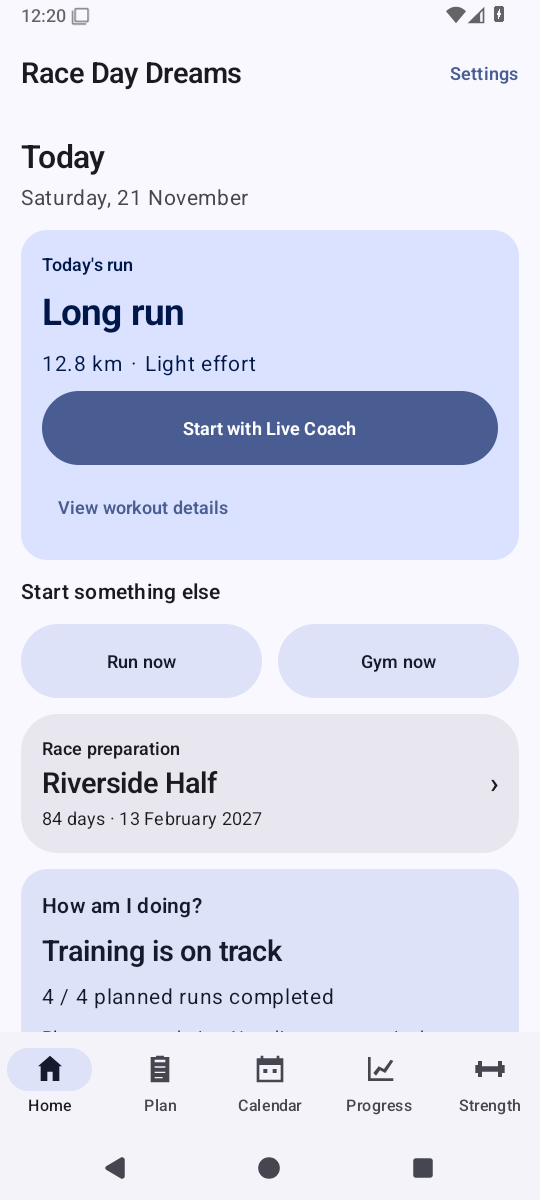 12:20
Race Day Dreams
Settings
Today
Saturday, 21 November
Today's run
Long run
12.8 km · Light effort
Start with Live Coach
View workout details
Start something else
Run now
Gym now
Race preparation
Riverside Half
84 days · 13 February 2027
›
How am I doing?
Training is on track
4 / 4 planned runs completed
Home
Plan
Calendar
Progress
Strength